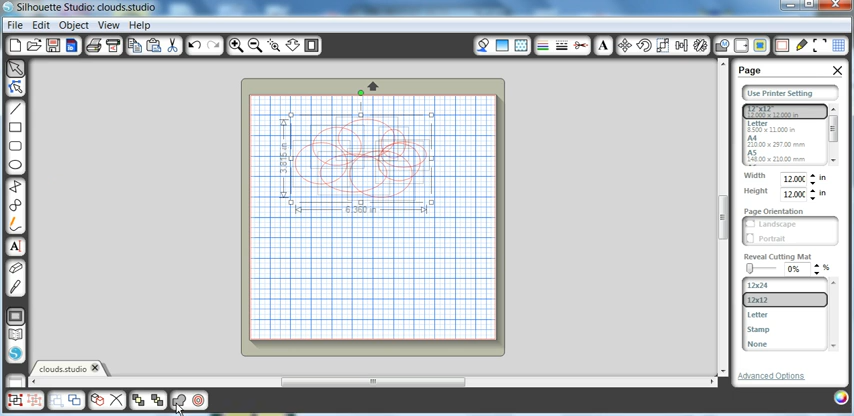 Silhouette Studio: clouds.studio
File Edit Object View Help
Page
Use Printer Setting
12"x12"
12.000 x 12.000 in
Letter
8.500 x 11.000 in
A4
210.00 x 297.00 mm
A5
148.00 x 210.00 mm
Width 12.000 in
Height 12.000 in
Page Orientation
Landscape
Portrait
Reveal Cutting Mat
0% %
12x24
12x12
Letter
Stamp
None
Advanced Options
3.815 in
6.360 in
clouds.studio